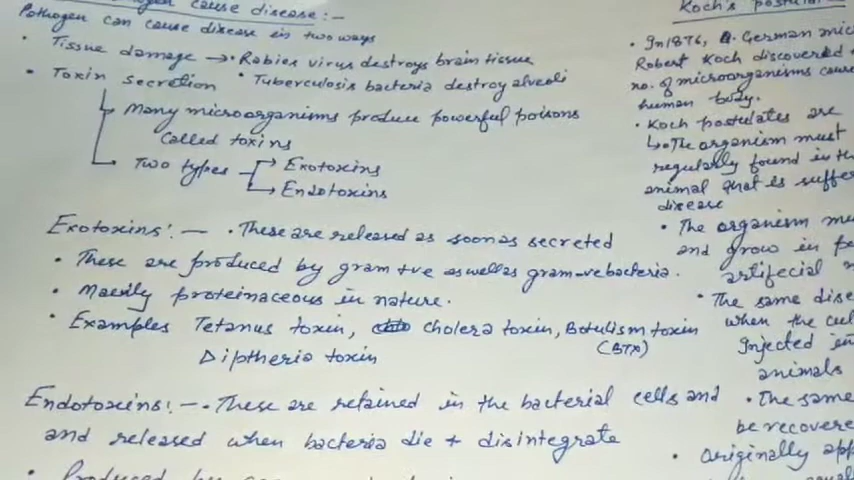 cause disease:-
Pathogen can cause disease in two ways
• Tissue damage → • Rabies virus destroys brain tissue
• Tuberculosis bacteria destroy alveoli
• Toxin secretion
Many microorganisms produce powerful poisons
called toxins
Two types → Exotoxins
→ Endotoxins
Exotoxins:— • These are released as soon as secreted
• These are produced by gram +ve as well as gram -ve bacteria.
• Mainly proteinaceous in nature.
• Examples Tetanus toxin, cholera toxin, Botulism toxin
(BTX)
Diptheria toxin
Endotoxins:— • These are retained in the bacterial cells and
and released when bacteria die + disintegrate
• Produced by
Koch's
• In 1876, a German
Robert Koch discovered
no. of microorganisms cause
human body.
• Koch postulates are
↳ The organism must
regularly found in
animal that is
disease
• The organism
and grow in
artifecial
• The same
when the
Injected
animals
• The same
be recovered
• Originally